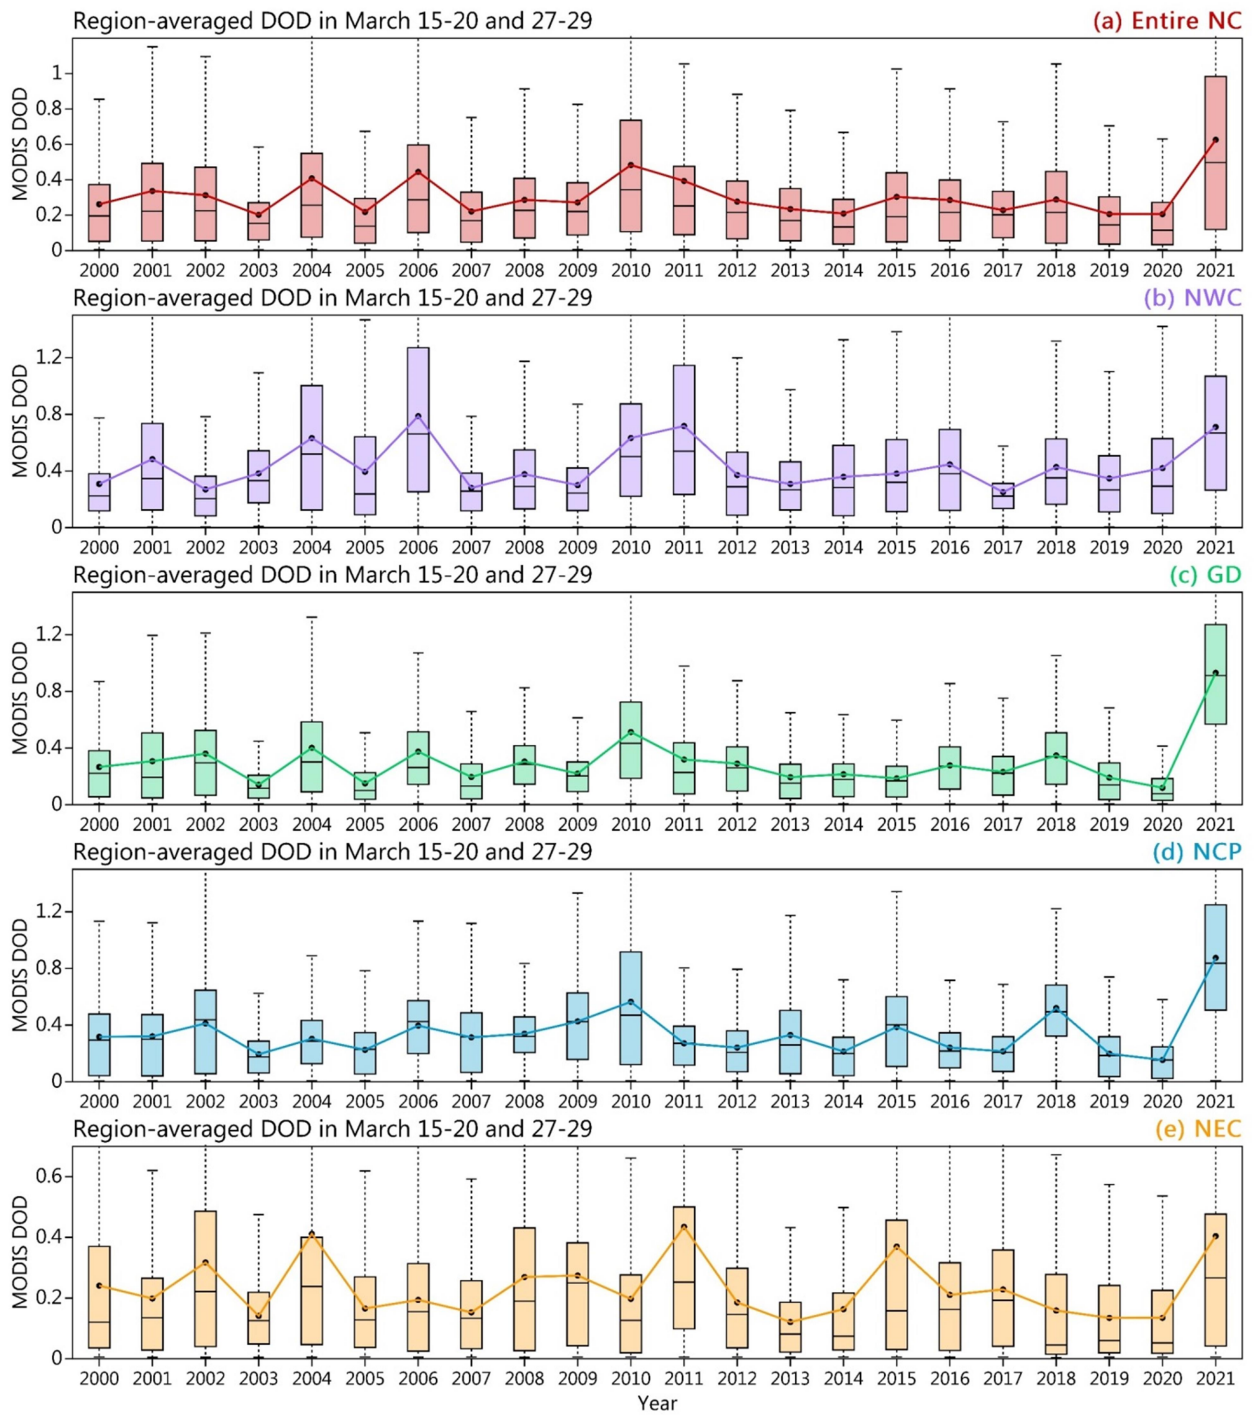 Region-averaged DOD in March 15-20 and 27-29 (a) Entire NC
MODIS DOD
1
0.8
0.6
0.4
0.2
0
2000 2001 2002 2003 2004 2005 2006 2007 2008 2009 2010 2011 2012 2013 2014 2015 2016 2017 2018 2019 2020 2021
Region-averaged DOD in March 15-20 and 27-29 (b) NWC
MODIS DOD
1.2
0.8
0.4
0
2000 2001 2002 2003 2004 2005 2006 2007 2008 2009 2010 2011 2012 2013 2014 2015 2016 2017 2018 2019 2020 2021
Region-averaged DOD in March 15-20 and 27-29 (c) GD
MODIS DOD
1.2
0.8
0.4
0
2000 2001 2002 2003 2004 2005 2006 2007 2008 2009 2010 2011 2012 2013 2014 2015 2016 2017 2018 2019 2020 2021
Region-averaged DOD in March 15-20 and 27-29 (d) NCP
MODIS DOD
1.2
0.8
0.4
0
2000 2001 2002 2003 2004 2005 2006 2007 2008 2009 2010 2011 2012 2013 2014 2015 2016 2017 2018 2019 2020 2021
Region-averaged DOD in March 15-20 and 27-29 (e) NEC
MODIS DOD
0.6
0.4
0.2
0
2000 2001 2002 2003 2004 2005 2006 2007 2008 2009 2010 2011 2012 2013 2014 2015 2016 2017 2018 2019 2020 2021
Year